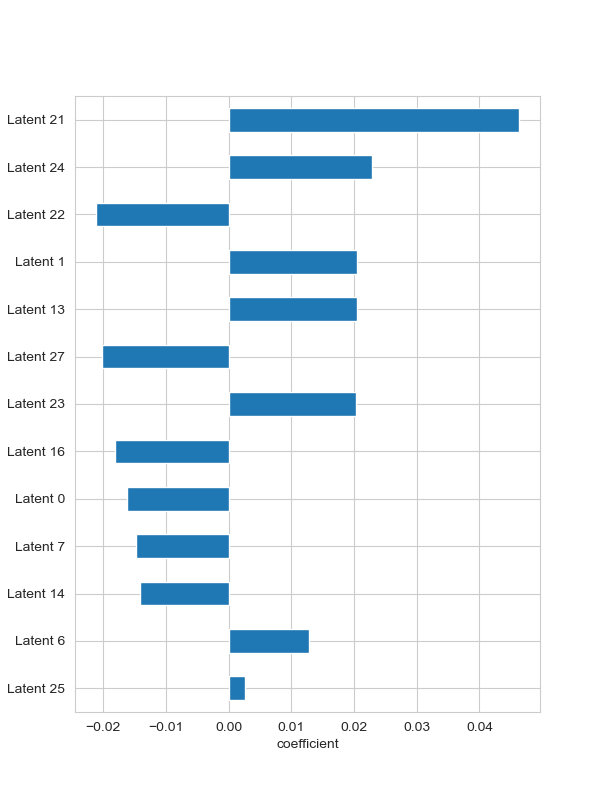 Latent 21
Latent 24
Latent 22
Latent 1
Latent 13
Latent 27
Latent 23
Latent 16
Latent 0
Latent 7
Latent 14
Latent 6
Latent 25
−0.02 −0.01 0.00 0.01 0.02 0.03 0.04
coefficient